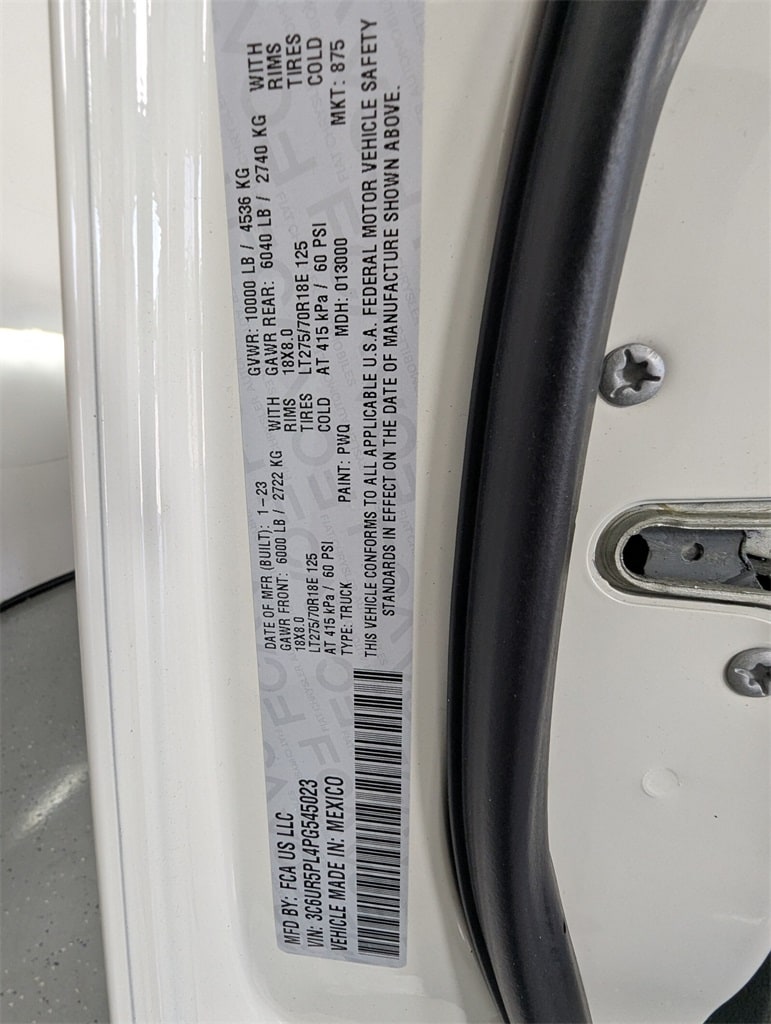 MFD BY: FCA US LLC
VIN: 3C6UR5PL4PG545023
VEHICLE MADE IN: MEXICO
DATE OF MFR (BUILT): 1-23
GVWR: 10000 LB / 4536 KG
GAWR FRONT: 6000 LB / 2722 KG WITH
18X8.0 RIMS
LT275/70R18E 125 TIRES
AT 415 kPa / 60 PSI COLD
GAWR REAR: 6040 LB / 2740 KG WITH
18X8.0 RIMS
LT275/70R18E 125 TIRES
AT 415 kPa / 60 PSI COLD
TYPE: TRUCK PAINT: PWQ MDH: 013000 MKT: 875
THIS VEHICLE CONFORMS TO ALL APPLICABLE U.S.A. FEDERAL MOTOR VEHICLE SAFETY
STANDARDS IN EFFECT ON THE DATE OF MANUFACTURE SHOWN ABOVE.